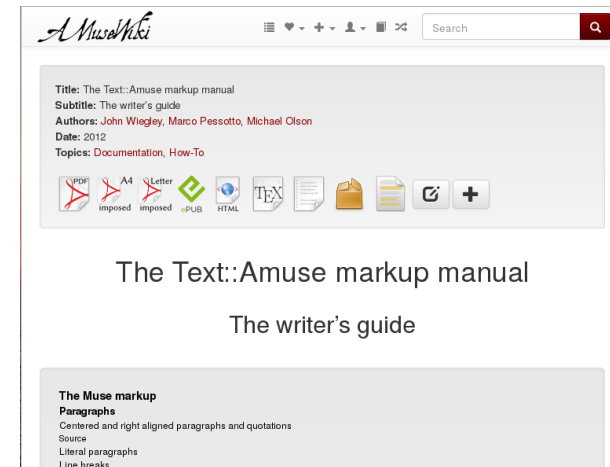 AMuseWiki
Search
Title: The Text::Amuse markup manual
Subtitle: The writer's guide
Authors: John Wiegley, Marco Pessotto, Michael Olson
Date: 2012
Topics: Documentation, How-To
PDF
A4
imposed
Letter
imposed
ePUB
HTML
TEX
The Text::Amuse markup manual
The writer's guide
The Muse markup
Paragraphs
Centered and right aligned paragraphs and quotations
Source
Literal paragraphs
Line breaks